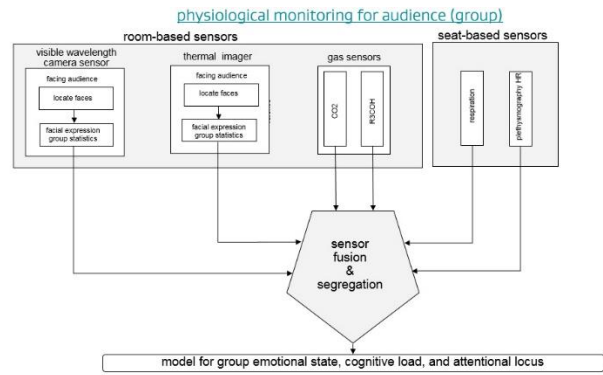 physiological monitoring for audience (group)
room-based sensors
seat-based sensors
visible wavelength
camera sensor
facing audience
locate faces
facial expression
group statistics
thermal imager
facing audience
locate faces
facial expression
group statistics
gas sensors
CO2
R3COH
respiration
plethysmography HR
sensor
fusion
&
segregation
model for group emotional state, cognitive load, and attentional locus